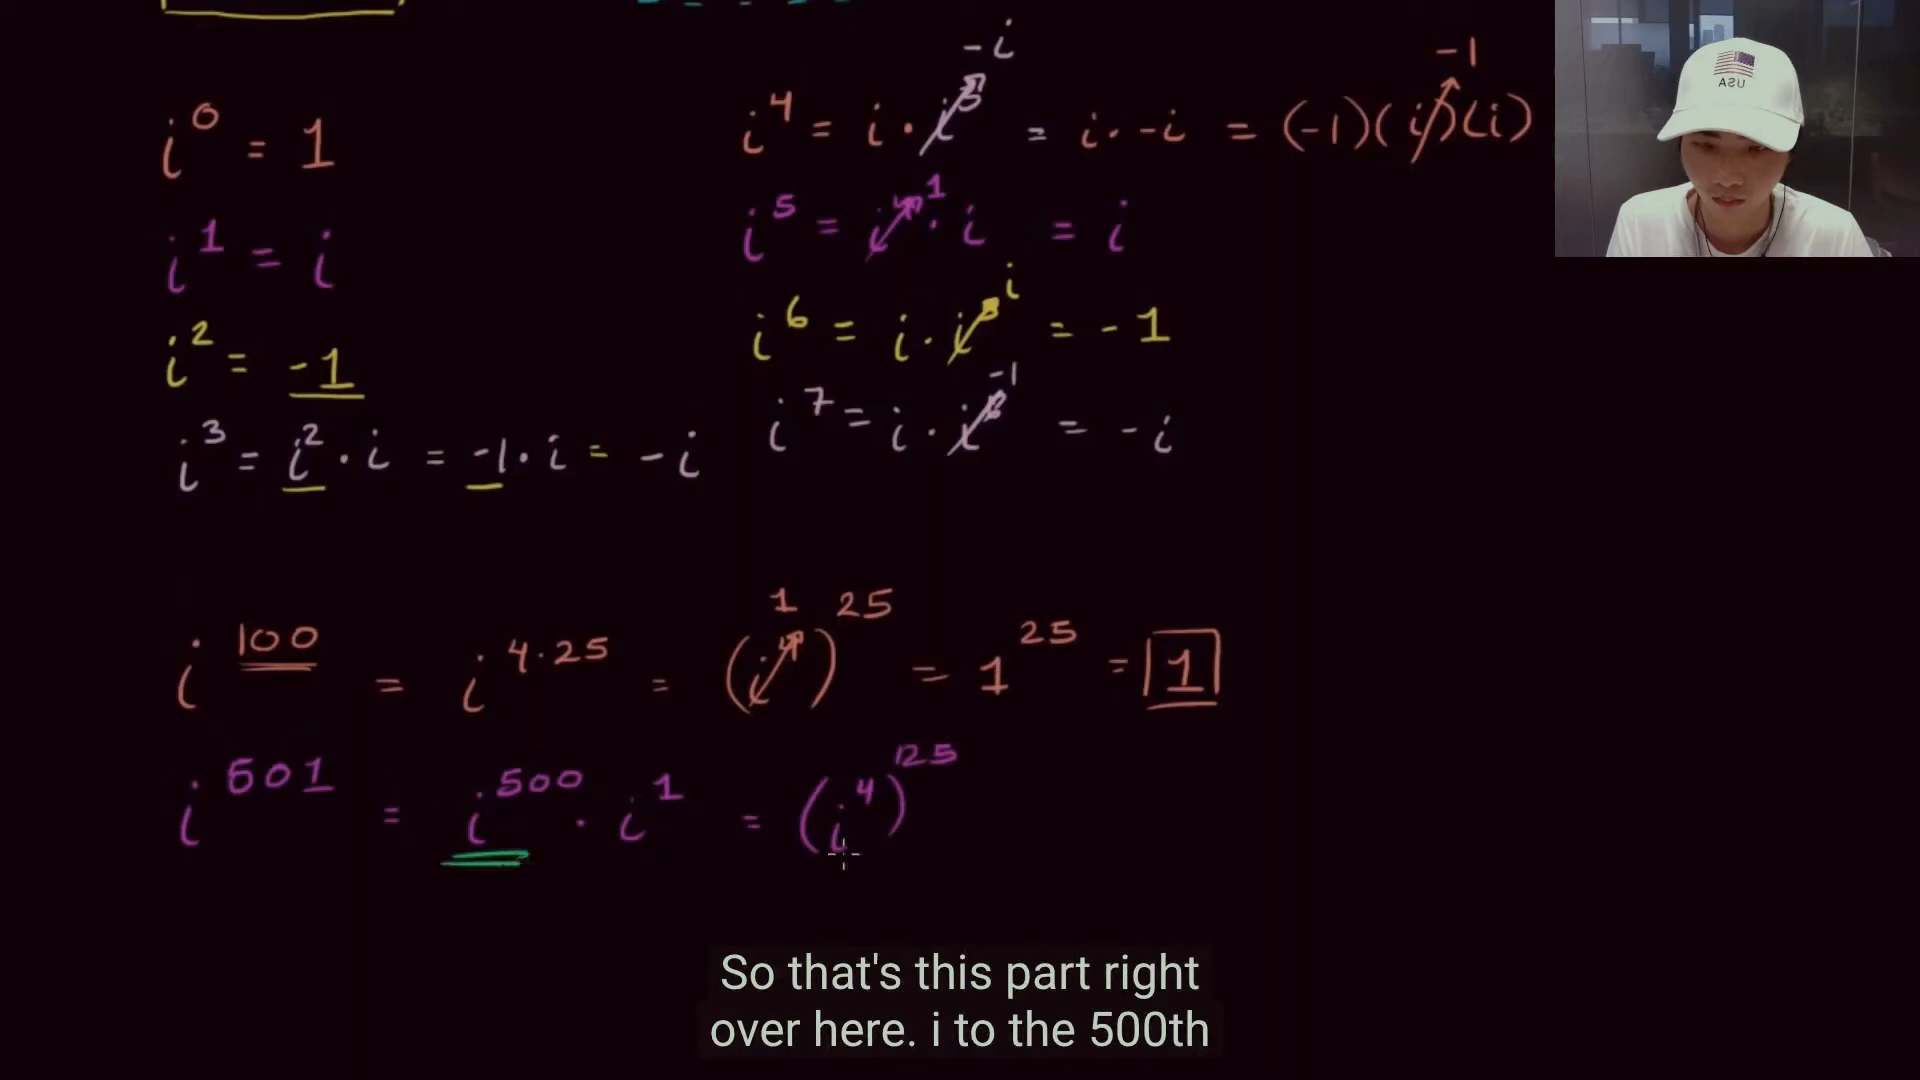 i^0 = 1
i^1 = i
i^2 = -1
i^3 = i^2 · i = -1 · i = -i
-i
-1
i^4 = i · i^3 = i · -i = (-1)(i)(i)
1
i^5 = i^4 · i = i
i
i^6 = i · i^5 = -1
-1
i^7 = i · i^6 = -i
USA
1
i^100 = i^4·25 = (i^4)^25 = 1^25 = 1
i^501 = i^500 · i^1 = (i^4)^125
So that's this part right
over here. i to the 500th